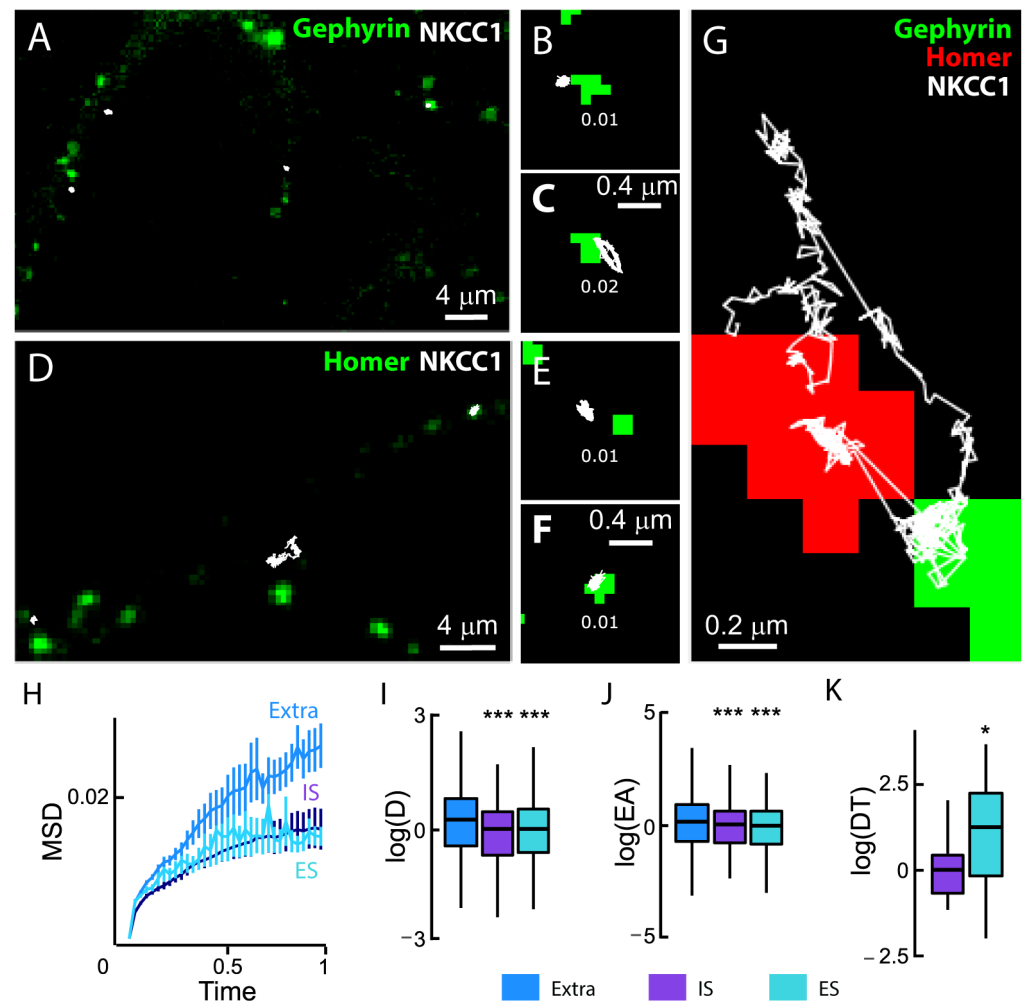 A
Gephyrin NKCC1
4 μm
B
0.01
C
0.4 μm
0.02
D
Homer NKCC1
4 μm
E
0.01
F
0.4 μm
0.01
G
Gephyrin
Homer
NKCC1
0.2 μm
H
MSD
0.02
Extra
IS
ES
0
0.5
1
Time
I
log(D)
3
0
−3
*** ***
J
log(EA)
5
0
−5
*** ***
K
log(DT)
2.5
0
−2.5
*
Extra
IS
ES